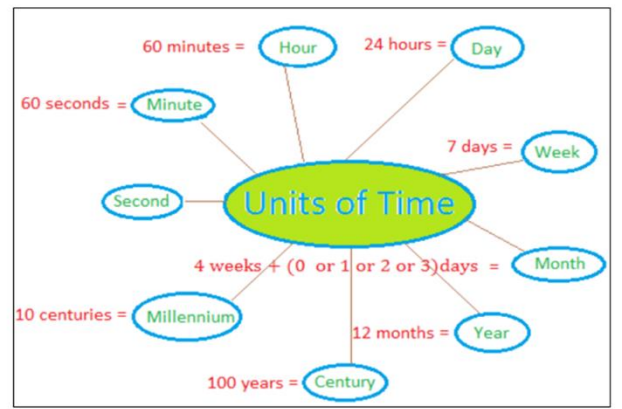 60 minutes = Hour
24 hours = Day
60 seconds = Minute
7 days = Week
Second
Units of Time
4 weeks + (0 or 1 or 2 or 3)days = Month
10 centuries = Millennium
12 months = Year
100 years = Century